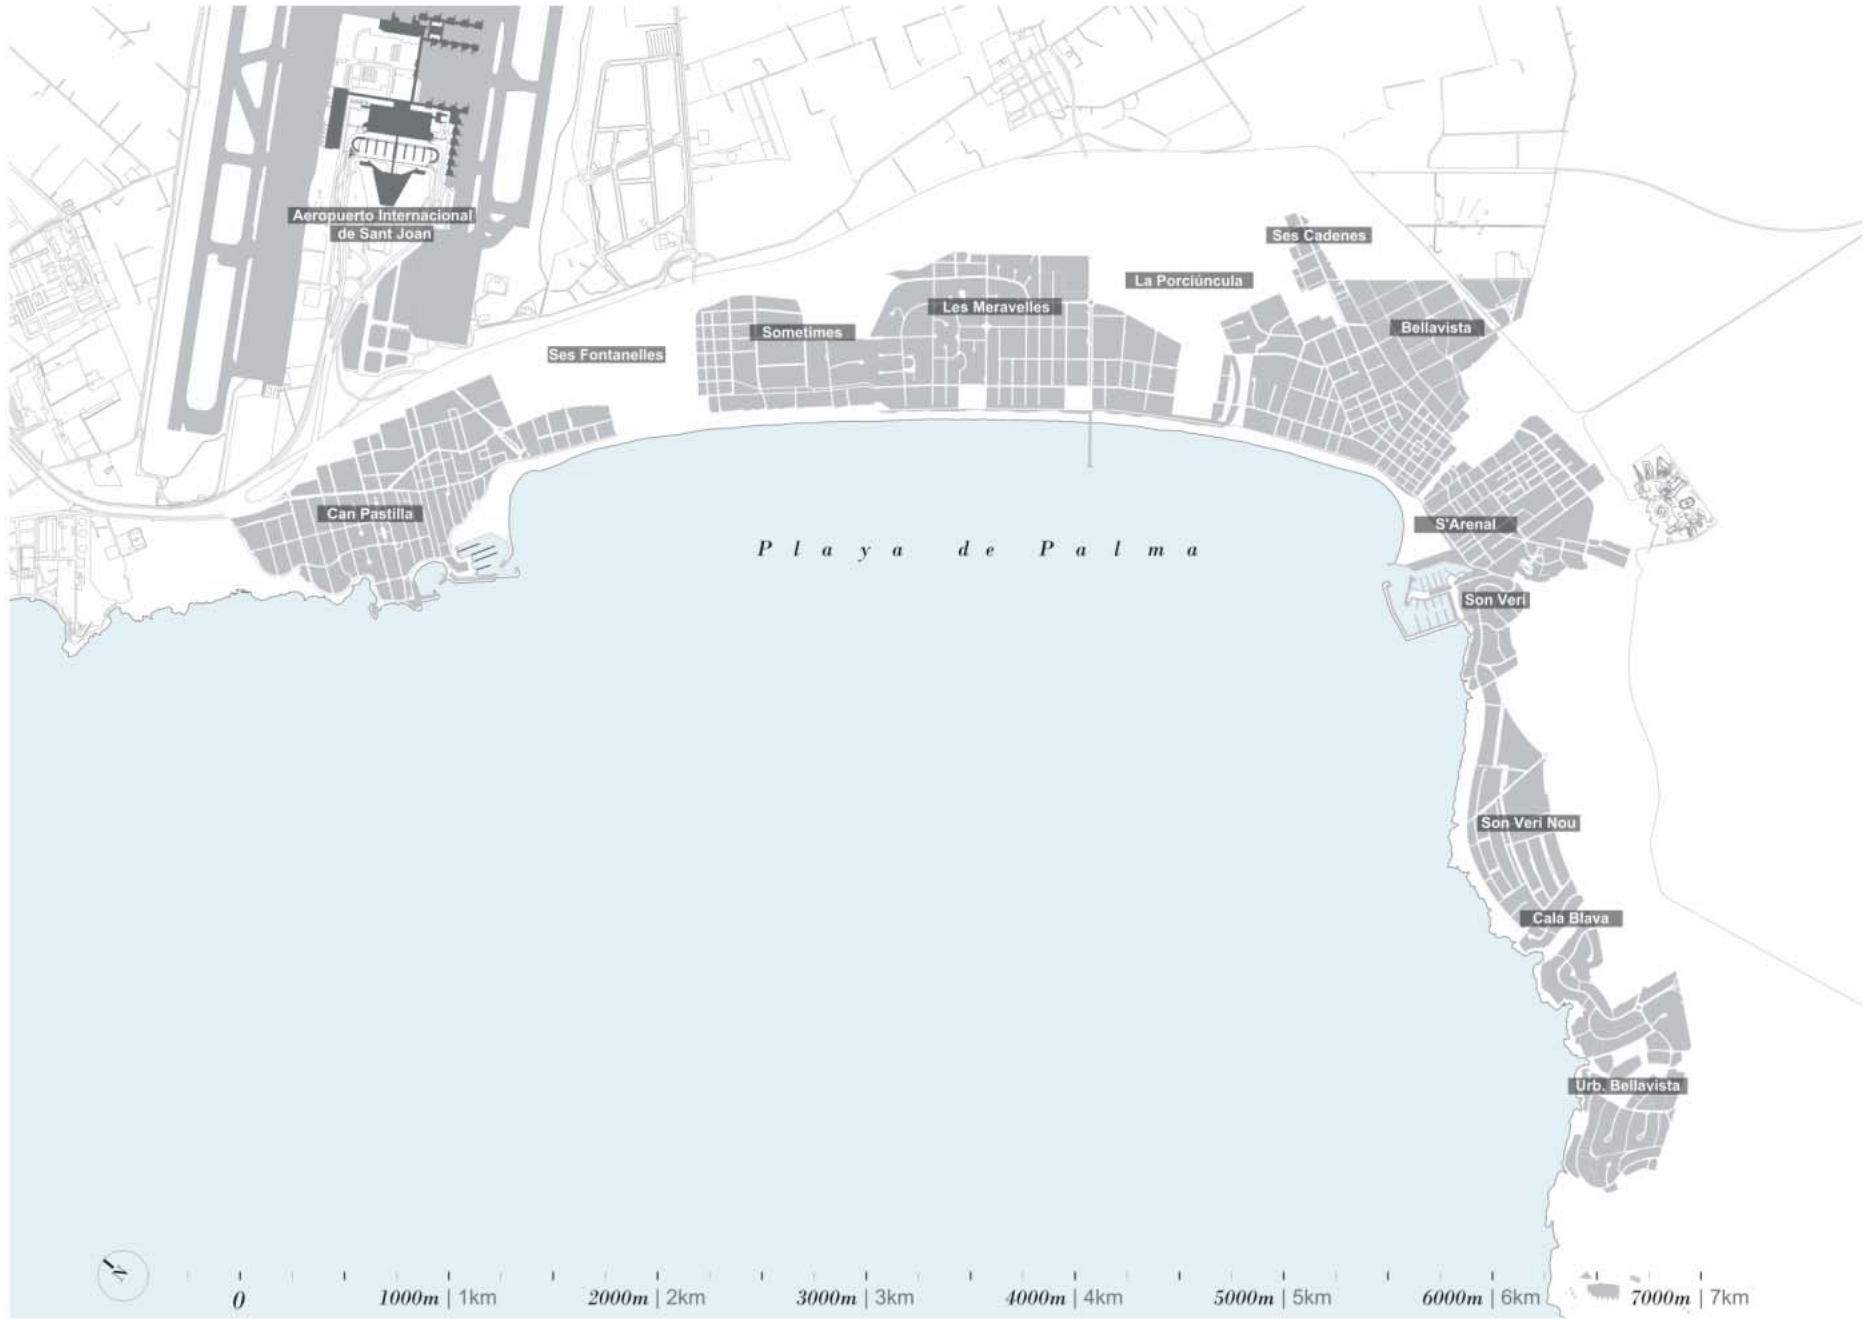 Aeropuerto Internacional
de Sant Joan
Ses Cadenes
La Porciúncula
Les Meravelles
Bellavista
Sometimes
Ses Fontanelles
Can Pastilla
S'Arenal
Playa de Palma
Son Veri
Son Veri Nou
Cala Blava
Urb. Bellavista
N
0 1000m | 1km 2000m | 2km 3000m | 3km 4000m | 4km 5000m | 5km 6000m | 6km 7000m | 7km